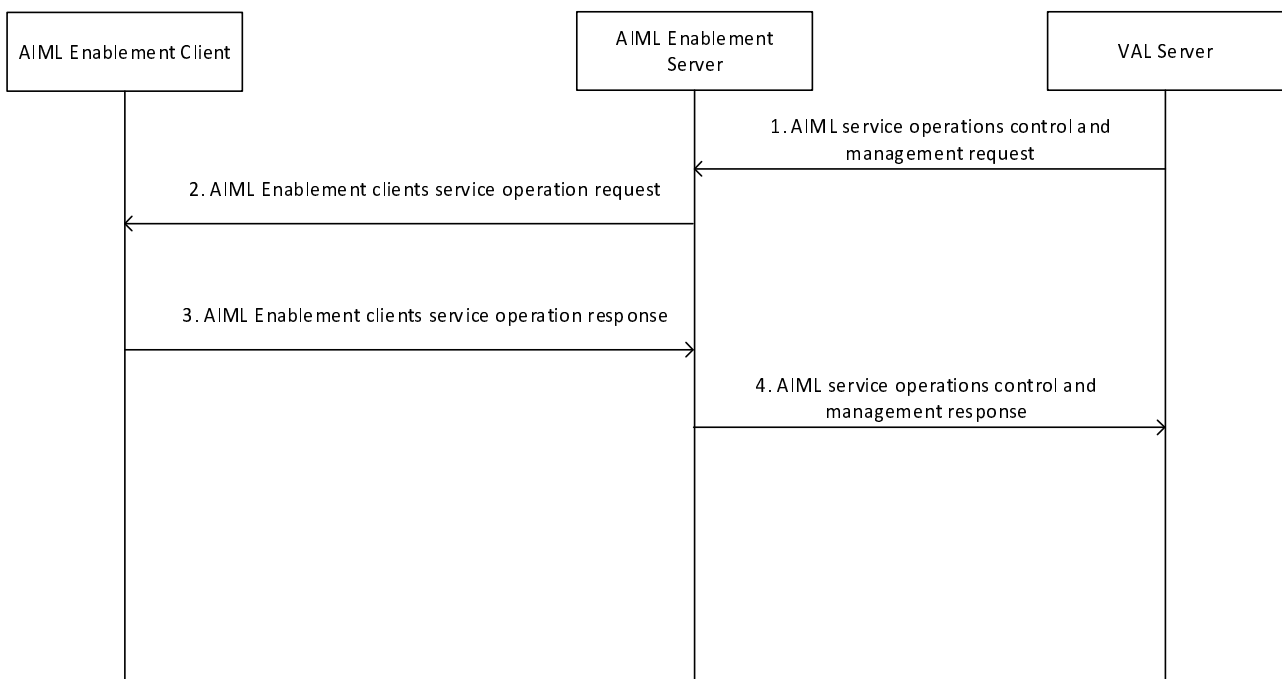 AIML Enablement Client
AIML Enablement
Server
VAL Server
1. AIML service operations control and
management request
2. AIML Enablement clients service operation request
3. AIML Enablement clients service operation response
4. AIML service operations control and
management response